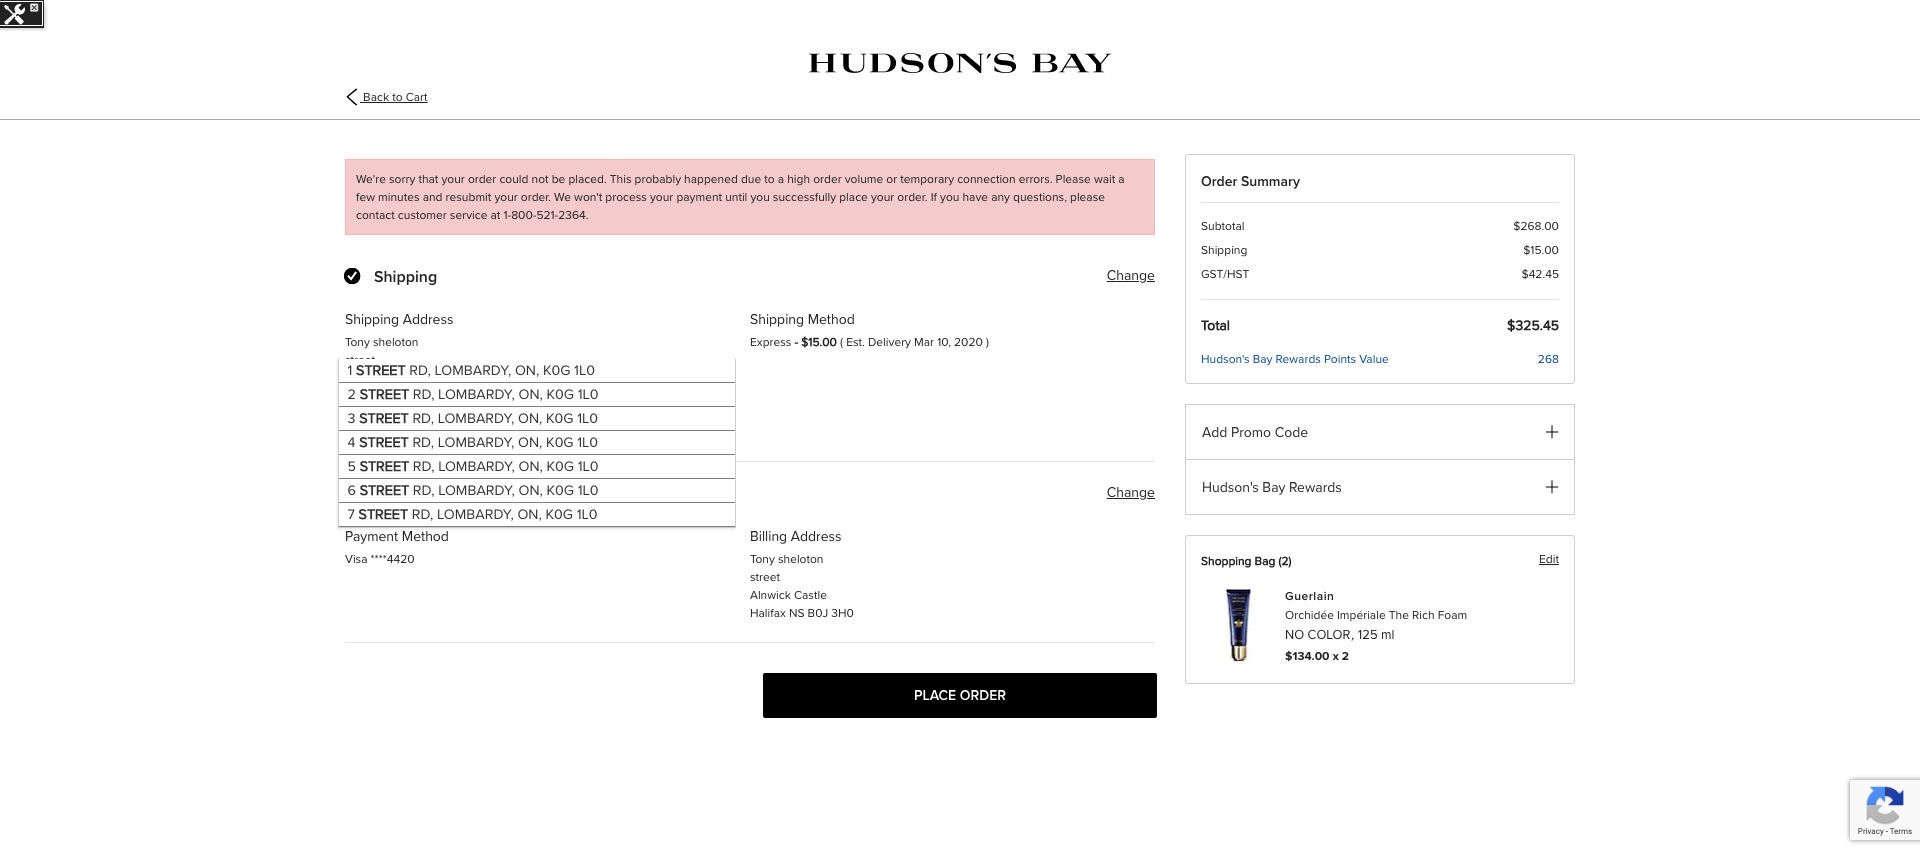 HUDSON'S BAY
Back to Cart
We're sorry that your order could not be placed. This probably happened due to a high order volume or temporary connection errors. Please wait a
few minutes and resubmit your order. We won't process your payment until you successfully place your order. If you have any questions, please
contact customer service at 1-800-521-2364.
Shipping
Change
Shipping Address
Tony sheloton
street
1 STREET RD, LOMBARDY, ON, K0G 1L0
2 STREET RD, LOMBARDY, ON, K0G 1L0
3 STREET RD, LOMBARDY, ON, K0G 1L0
4 STREET RD, LOMBARDY, ON, K0G 1L0
5 STREET RD, LOMBARDY, ON, K0G 1L0
6 STREET RD, LOMBARDY, ON, K0G 1L0
7 STREET RD, LOMBARDY, ON, K0G 1L0
Shipping Method
Express - $15.00 ( Est. Delivery Mar 10, 2020 )
Change
Payment Method
Visa ****4420
Billing Address
Tony sheloton
street
Alnwick Castle
Halifax NS B0J 3H0
PLACE ORDER
Order Summary
Subtotal $268.00
Shipping $15.00
GST/HST $42.45
Total $325.45
Hudson's Bay Rewards Points Value 268
Add Promo Code
Hudson's Bay Rewards
Shopping Bag (2) Edit
Guerlain
Orchidée Impériale The Rich Foam
NO COLOR, 125 ml
$134.00 x 2
Privacy - Terms